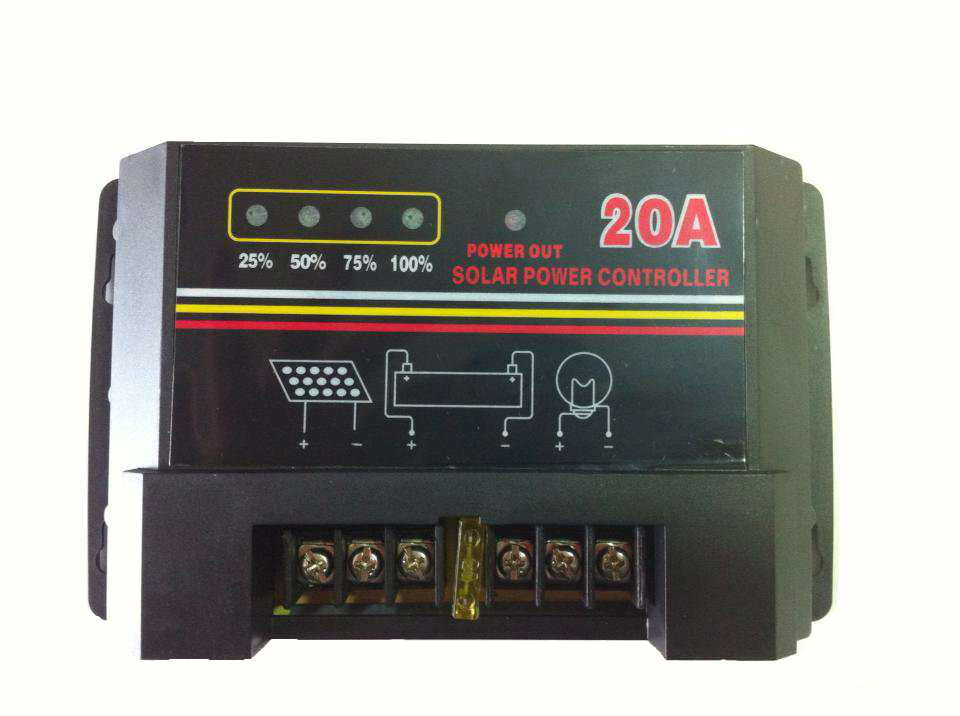 20A
25% 50% 75% 100%
POWER OUT
SOLAR POWER CONTROLLER
+ − + − + −